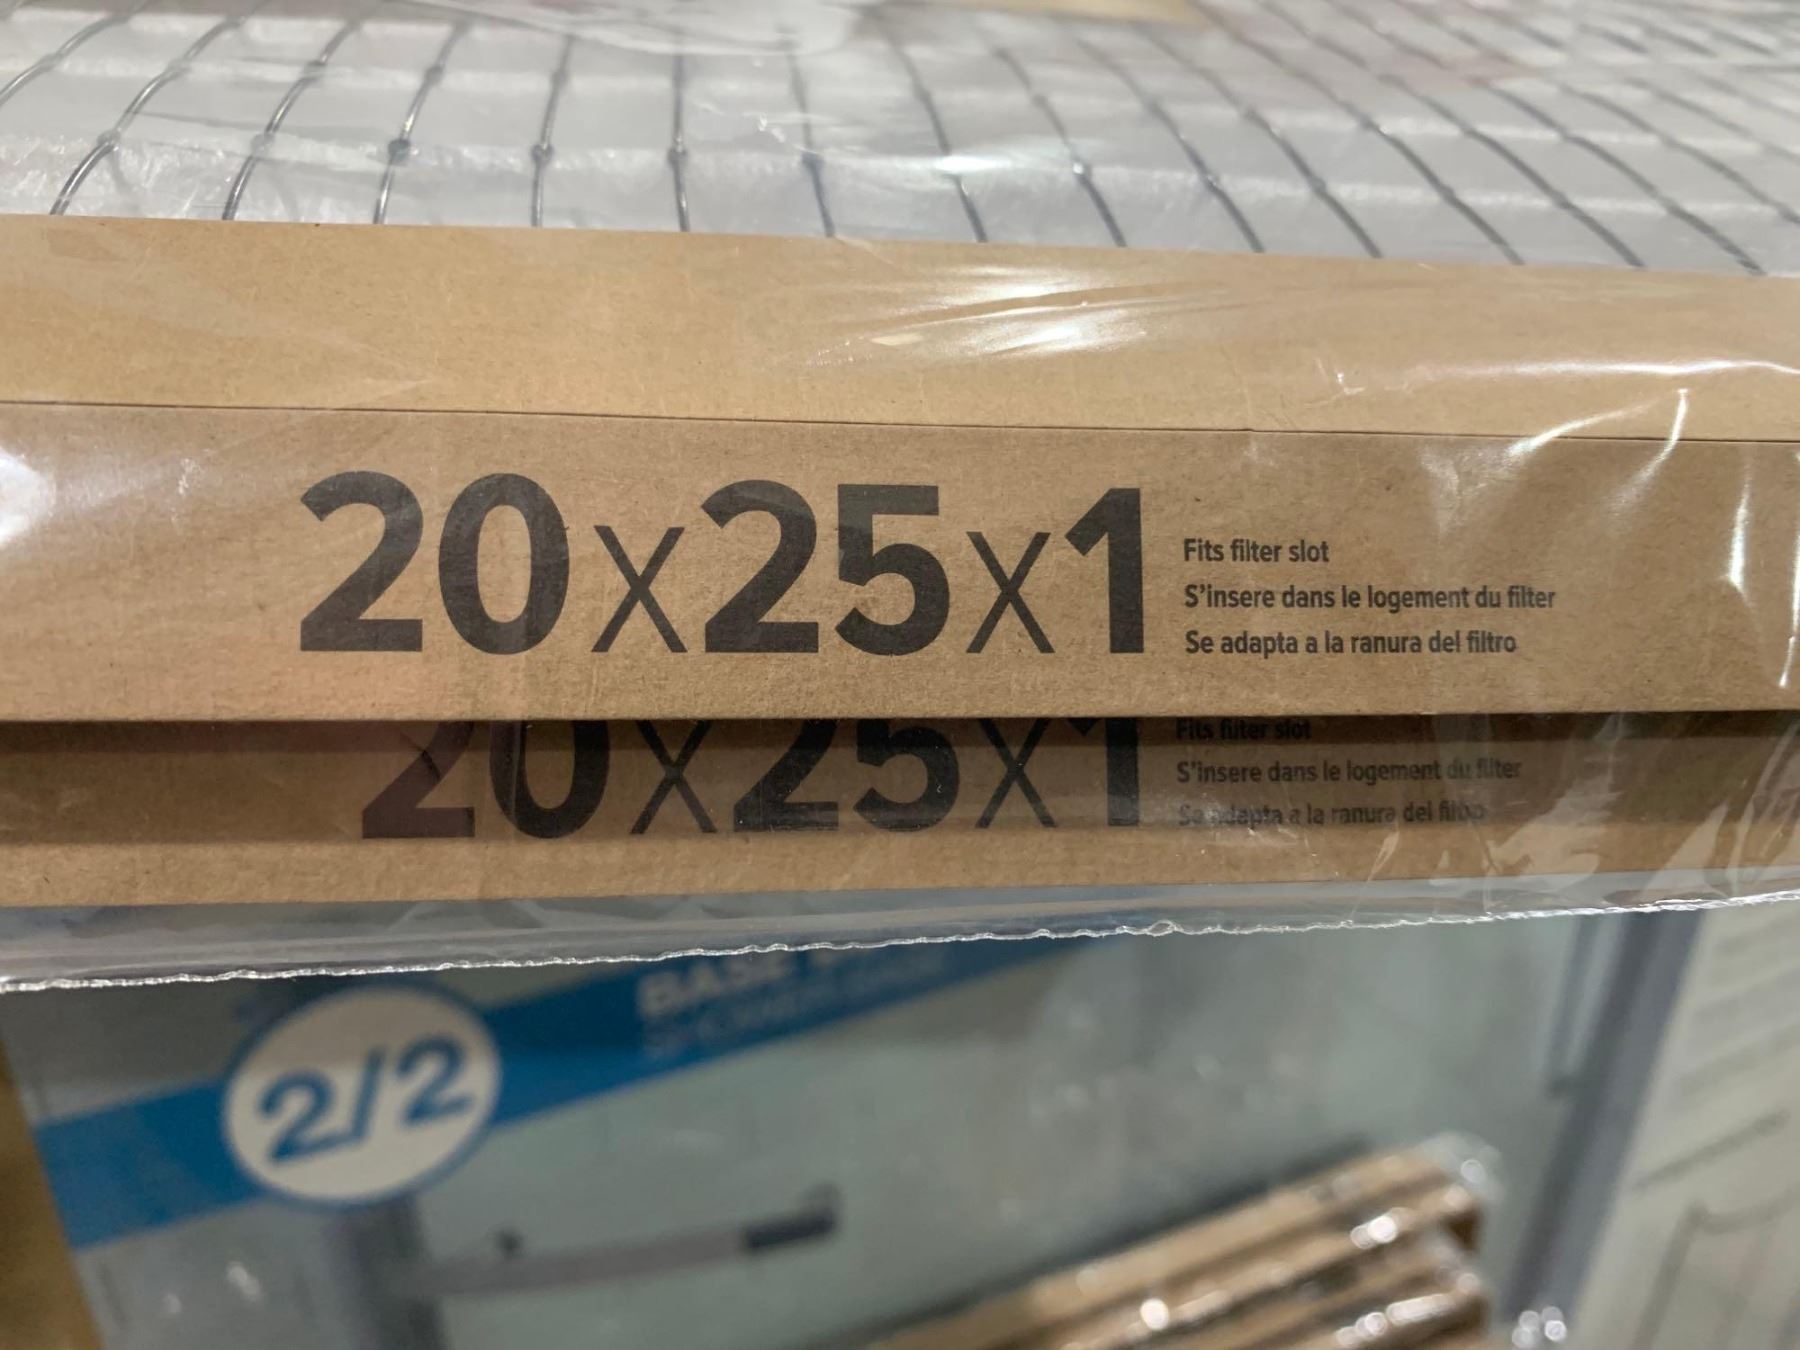 20x25x1
Fits filter slot
S'insere dans le logement du filter
Se adapta a la ranura del filtro
20x25x1
Fits filter slot
S'insere dans le logement du filter
Se adapta a la ranura del filtro
BASE
2/2